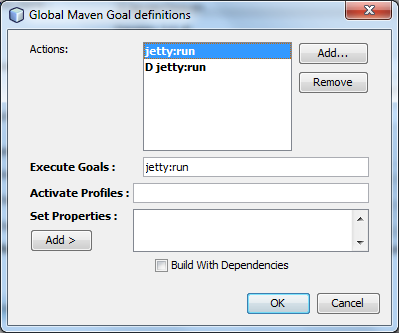 Global Maven Goal definitions
Actions:
jetty:run
D jetty:run
Add...
Remove
Execute Goals :
jetty:run
Activate Profiles :
Set Properties :
Add >
Build With Dependencies
OK
Cancel